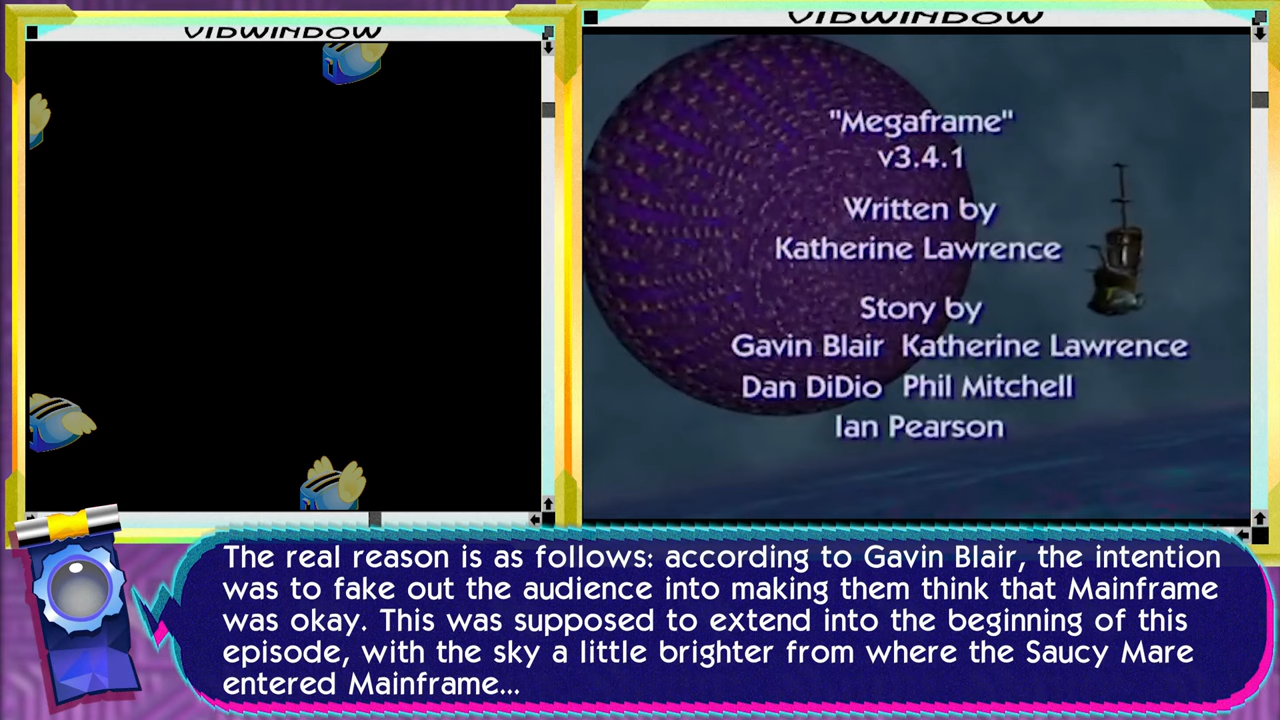 VIDWINDOW
VIDWINDOW
"Megaframe"
v3.4.1
Written by
Katherine Lawrence
Story by
Gavin Blair Katherine Lawrence
Dan DiDio Phil Mitchell
Ian Pearson
The real reason is as follows: according to Gavin Blair, the intention
was to fake out the audience into making them think that Mainframe
was okay. This was supposed to extend into the beginning of this
episode, with the sky a little brighter from where the Saucy Mare
entered Mainframe...